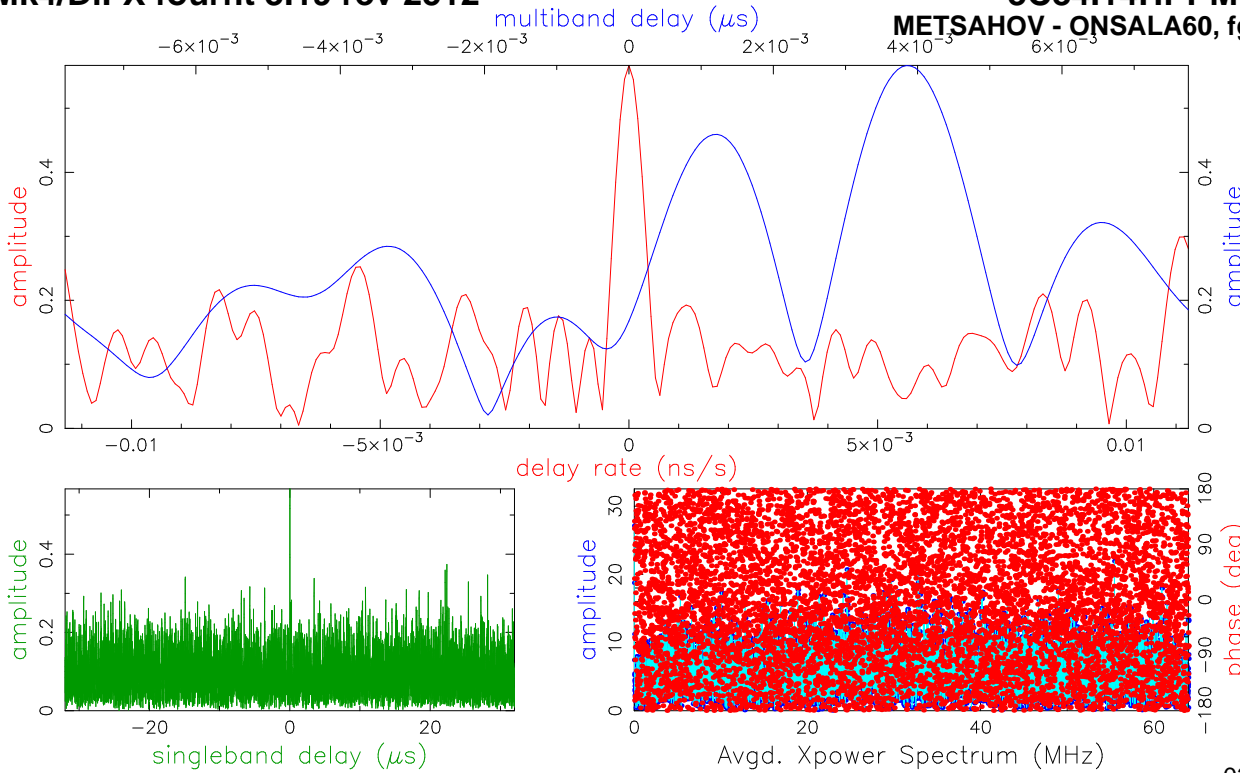 multiband delay (μs)
METSAHOV - ONSALA60, fg
−6×10⁻³ −4×10⁻³ −2×10⁻³ 0 2×10⁻³ 4×10⁻³ 6×10⁻³
amplitude
0 0.2 0.4
amplitude
0 0.2 0.4
−0.01 −5×10⁻³ 0 5×10⁻³ 0.01
delay rate (ns/s)
amplitude
0.2 0.4
−20 0 20
singleband delay (μs)
amplitude
0 10 20 30
phase (deg)
−180 −90 0 90 180
0 20 40 60
Avgd. Xpower Spectrum (MHz)